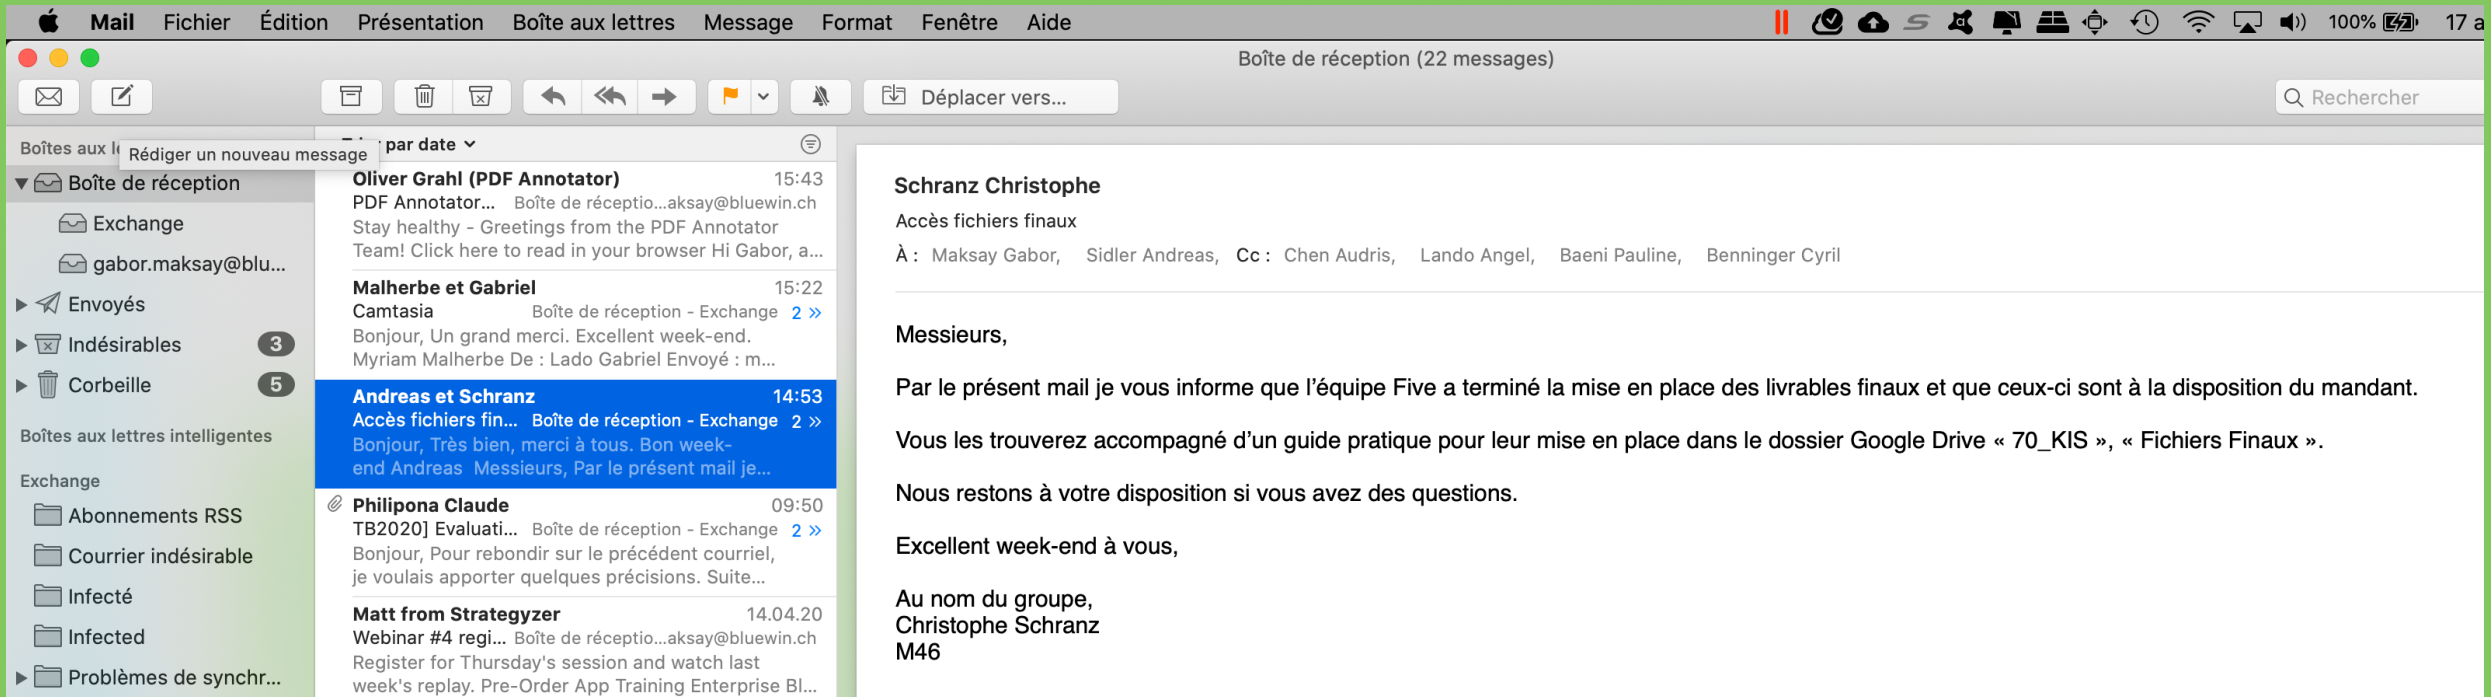 Mail Fichier Édition Présentation Boîte aux lettres Message Format Fenêtre Aide 100% 17
Boîte de réception (22 messages)
Déplacer vers...
Rechercher
Boîtes aux
Rédiger un nouveau message
Boîte de réception
Exchange
gabor.maksay@blu...
Envoyés
Indésirables 3
Corbeille 5
Boîtes aux lettres intelligentes
Exchange
Abonnements RSS
Courrier indésirable
Infecté
Infected
Problèmes de synchr...
par date
Oliver Grahl (PDF Annotator) 15:43
PDF Annotator... Boîte de réceptio...aksay@bluewin.ch
Stay healthy - Greetings from the PDF Annotator
Team! Click here to read in your browser Hi Gabor, a...
Malherbe et Gabriel 15:22
Camtasia Boîte de réception - Exchange 2 »
Bonjour, Un grand merci. Excellent week-end.
Myriam Malherbe De : Lado Gabriel Envoyé : m...
Andreas et Schranz 14:53
Accès fichiers fin... Boîte de réception - Exchange 2 »
Bonjour, Très bien, merci à tous. Bon week-
end Andreas Messieurs, Par le présent mail je...
Philipona Claude 09:50
TB2020] Evaluati... Boîte de réception - Exchange 2 »
Bonjour, Pour rebondir sur le précédent courriel,
je voulais apporter quelques précisions. Suite...
Matt from Strategyzer 14.04.20
Webinar #4 regi... Boîte de réceptio...aksay@bluewin.ch
Register for Thursday's session and watch last
week's replay. Pre-Order App Training Enterprise Bl...
Schranz Christophe
Accès fichiers finaux
À : Maksay Gabor, Sidler Andreas, Cc : Chen Audris, Lando Angel, Baeni Pauline, Benninger Cyril
Messieurs,
Par le présent mail je vous informe que l’équipe Five a terminé la mise en place des livrables finaux et que ceux-ci sont à la disposition du mandant.
Vous les trouverez accompagné d’un guide pratique pour leur mise en place dans le dossier Google Drive « 70_KIS », « Fichiers Finaux ».
Nous restons à votre disposition si vous avez des questions.
Excellent week-end à vous,
Au nom du groupe,
Christophe Schranz
M46